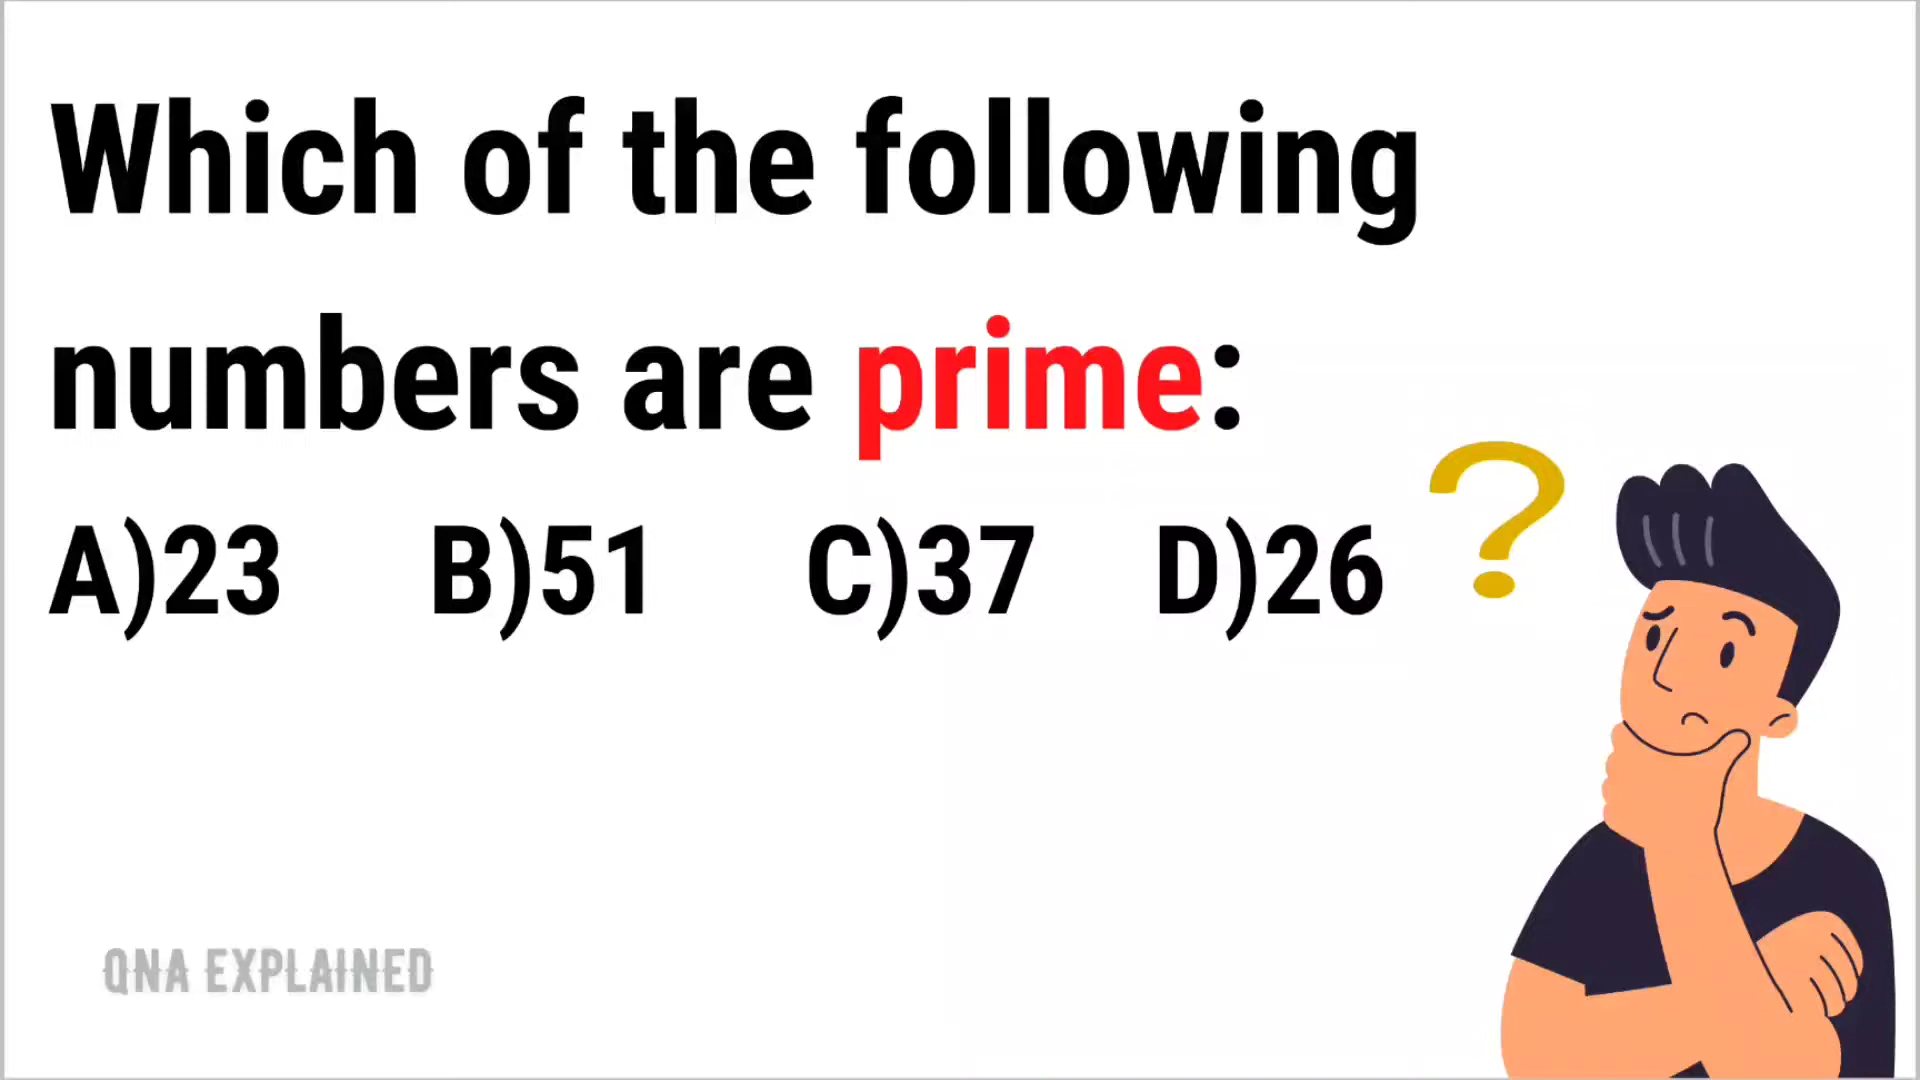 Which of the following
numbers are prime:
A)23 B)51 C)37 D)26
?
QNA EXPLAINED